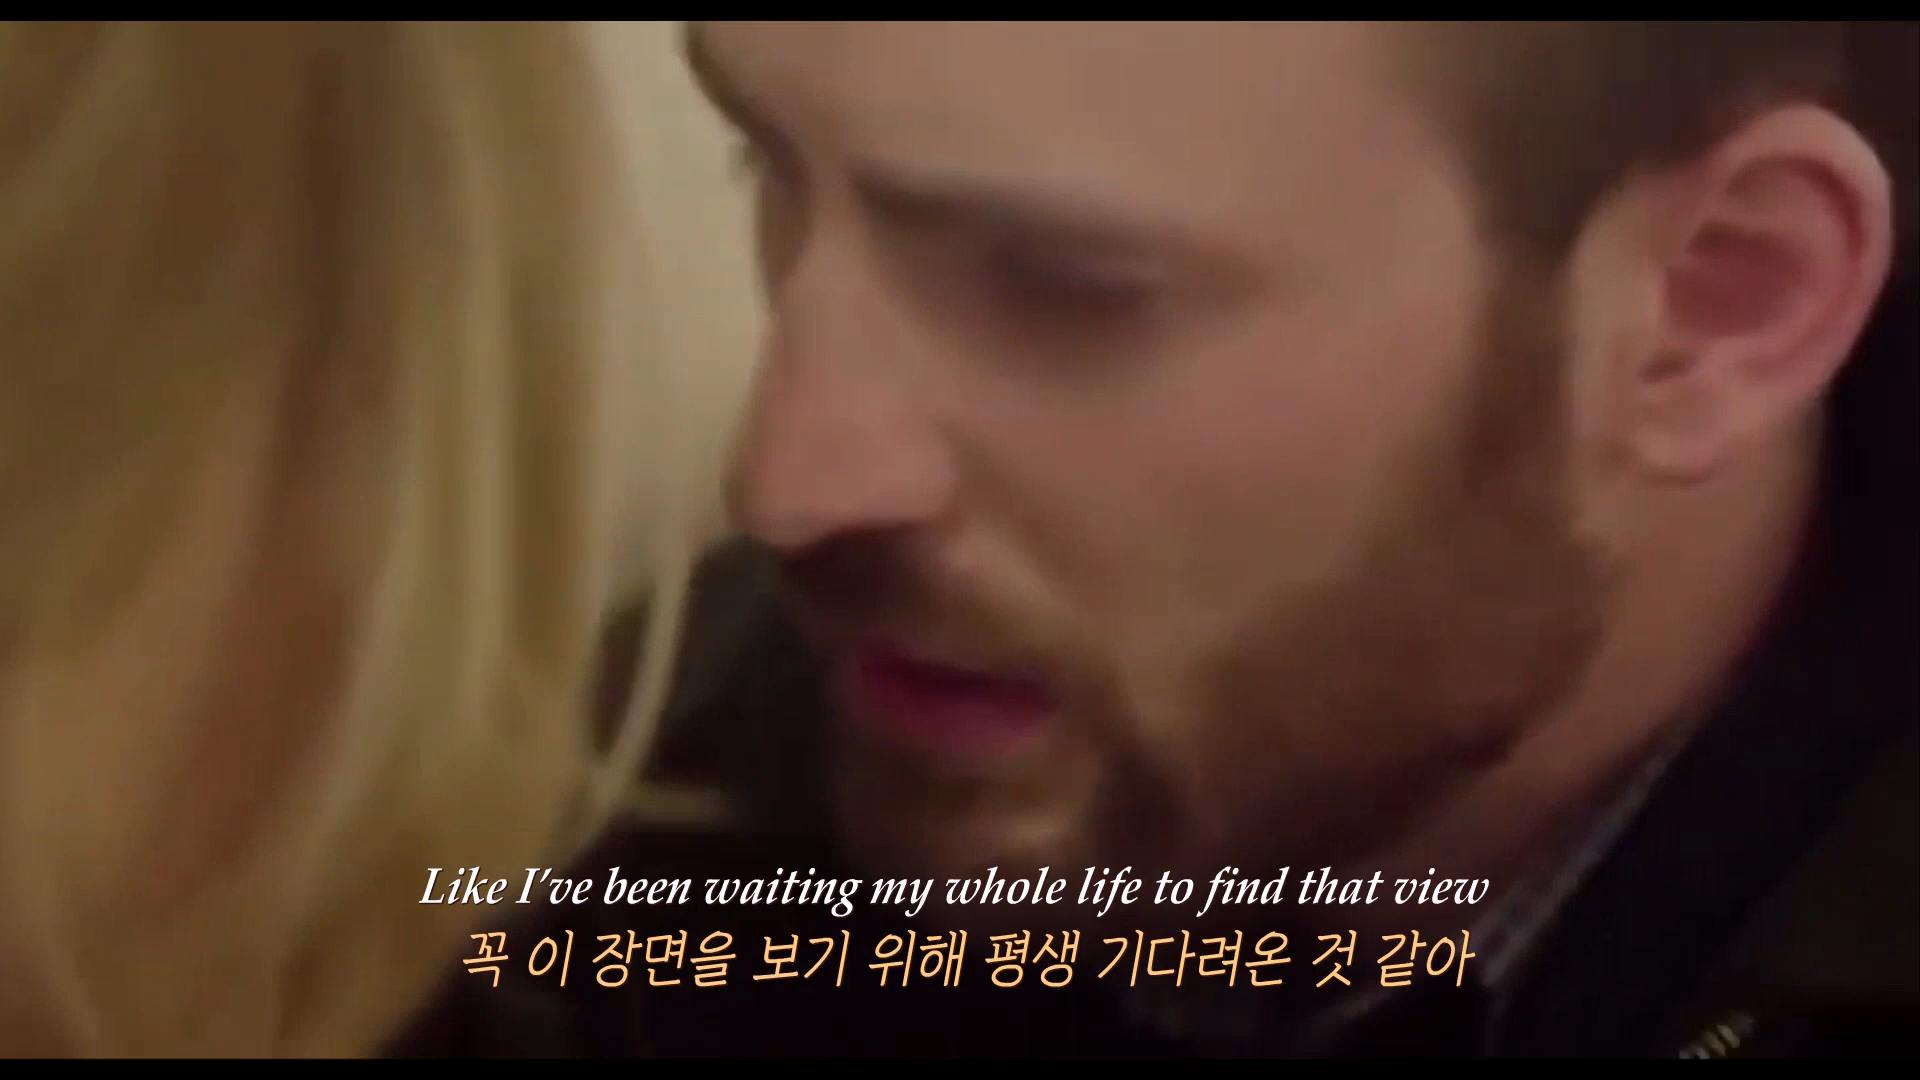 Like I've been waiting my whole life to find that view
꼭 이 장면을 보기 위해 평생 기다려온 것 같아